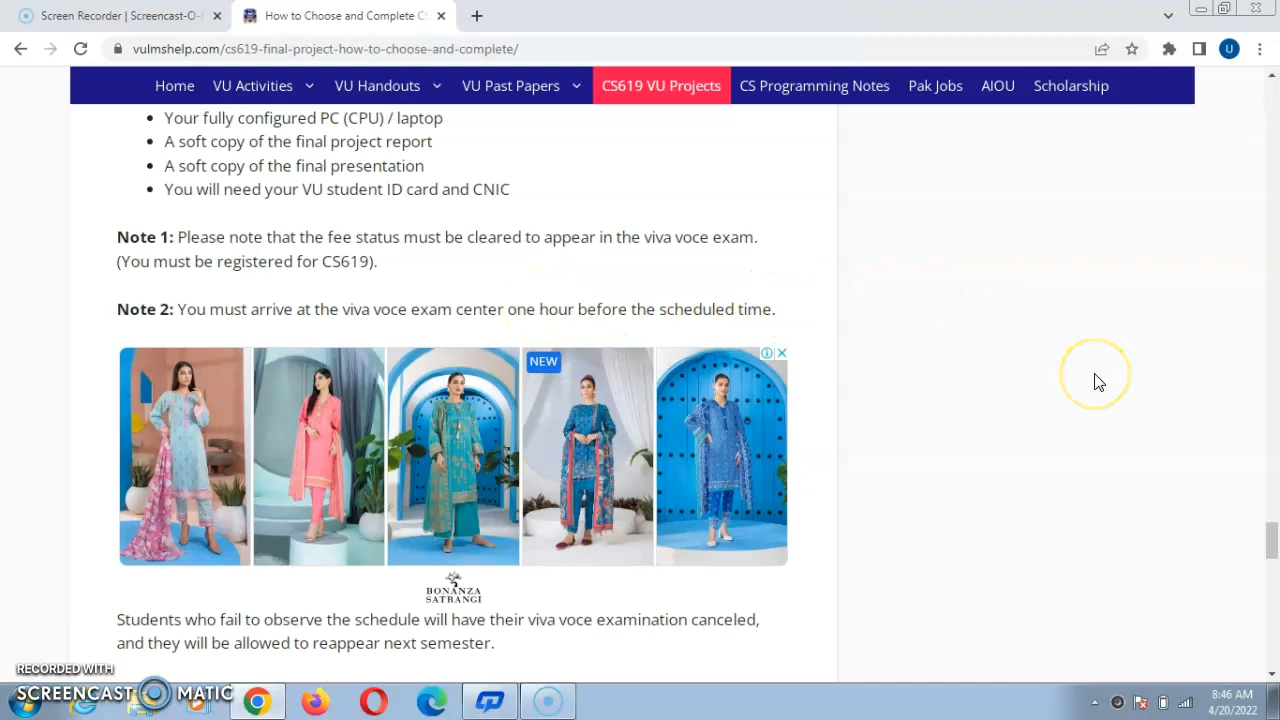 Screen Recorder | Screencast-O-
How to Choose and Complete CS
vulmshelp.com/cs619-final-project-how-to-choose-and-complete/
U
Home VU Activities VU Handouts VU Past Papers CS619 VU Projects CS Programming Notes Pak Jobs AIOU Scholarship
Your fully configured PC (CPU) / laptop
A soft copy of the final project report
A soft copy of the final presentation
You will need your VU student ID card and CNIC
Note 1: Please note that the fee status must be cleared to appear in the viva voce exam.
(You must be registered for CS619).
Note 2: You must arrive at the viva voce exam center one hour before the scheduled time.
NEW
BONANZA
SATRANGI
Students who fail to observe the schedule will have their viva voce examination canceled,
and they will be allowed to reappear next semester.
RECORDED WITH
SCREENCAST MATIC
8:46 AM
4/20/2022